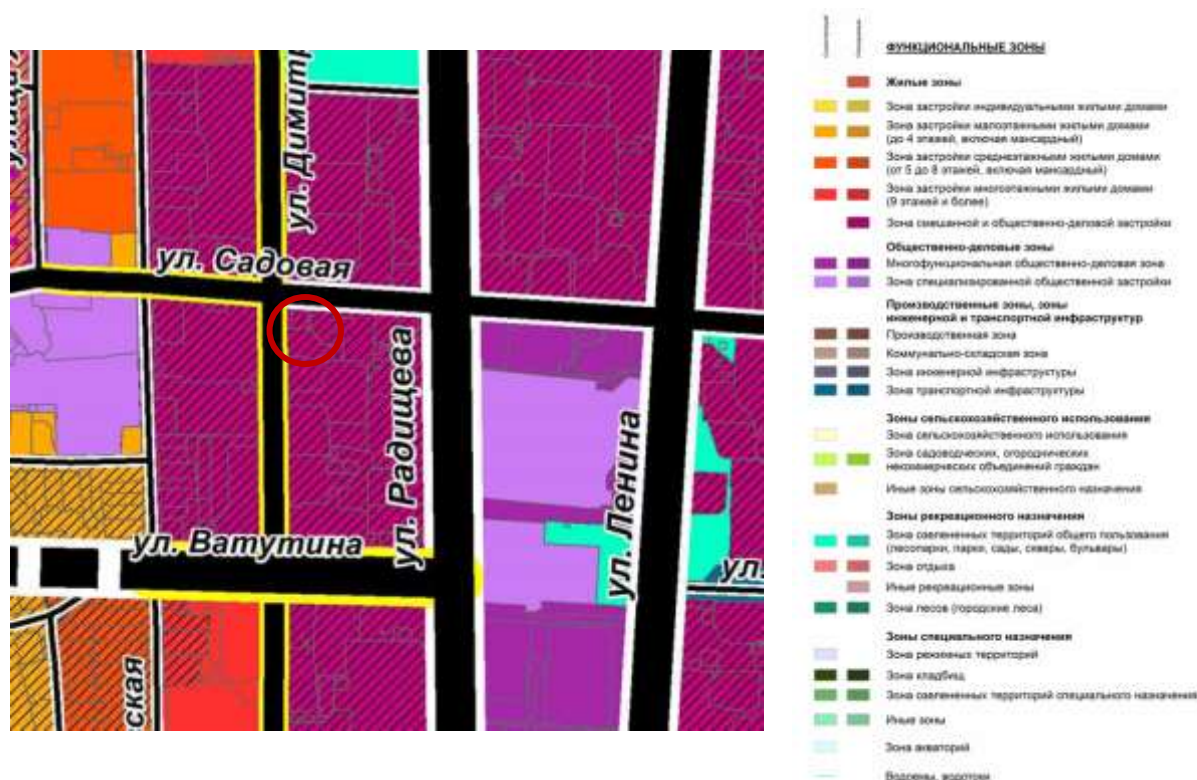 ул. Димитр
ул. Садовая
ул. Радищева
ул. Ленина
ул. Ватутина
ул.
ская
ФУНКЦИОНАЛЬНЫЕ ЗОНЫ
Жилые зоны
Зона застройки индивидуальными жилыми домами
Зона застройки малоэтажными жилыми домами
(до 4 этажей, включая мансардный)
Зона застройки среднеэтажными жилыми домами
(от 5 до 8 этажей, включая мансардный)
Зона застройки многоэтажными жилыми домами
(9 этажей и более)
Зона смешанной и общественно-деловой застройки
Общественно-деловые зоны
Многофункциональная общественно-деловая зона
Зона специализированной общественной застройки
Производственные зоны, зоны
инженерной и транспортной инфраструктур
Производственная зона
Коммунально-складская зона
Зона инженерной инфраструктуры
Зона транспортной инфраструктуры
Зоны сельскохозяйственного использования
Зона сельскохозяйственного использования
Зона садоводческих, огороднических
некоммерческих объединений граждан
Иные зоны сельскохозяйственного назначения
Зоны рекреационного назначения
Зона озелененных территорий общего пользования
(лесопарки, парки, сады, скверы, бульвары)
Зона отдыха
Иные рекреационные зоны
Зона лесов (городские леса)
Зоны специального назначения
Зона режимных территорий
Зона кладбищ
Зона озелененных территорий специального назначения
Иные зоны
Зона акваторий
Водоемы, водотоки